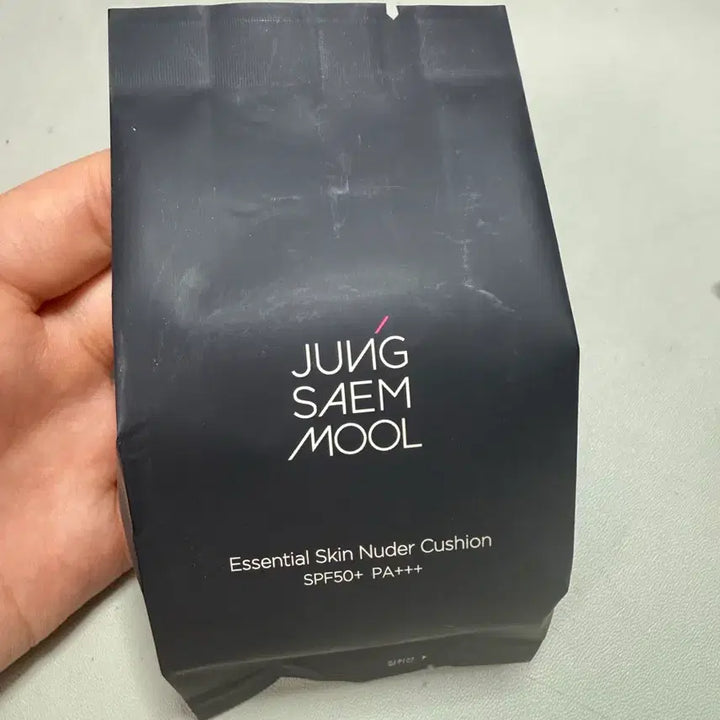 JUNG
SAEM
MOOL
Essential Skin Nuder Cushion
SPF50+ PA+++